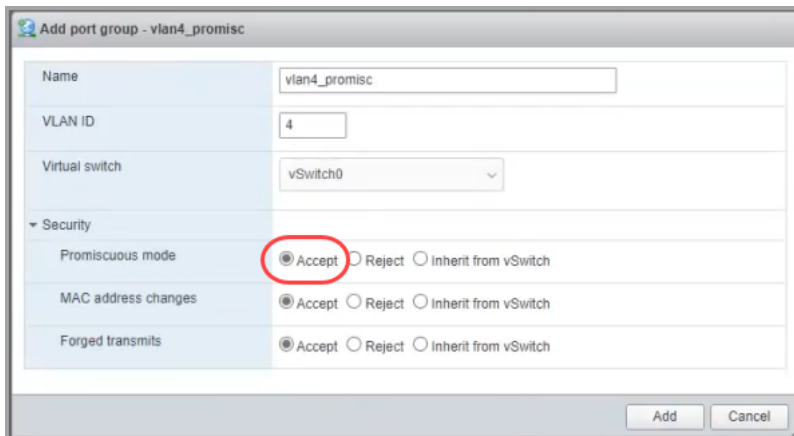 Add port group - vlan4_promisc
Name vlan4_promisc
VLAN ID 4
Virtual switch vSwitch0
Security
Promiscuous mode Accept Reject Inherit from vSwitch
MAC address changes Accept Reject Inherit from vSwitch
Forged transmits Accept Reject Inherit from vSwitch
Add Cancel